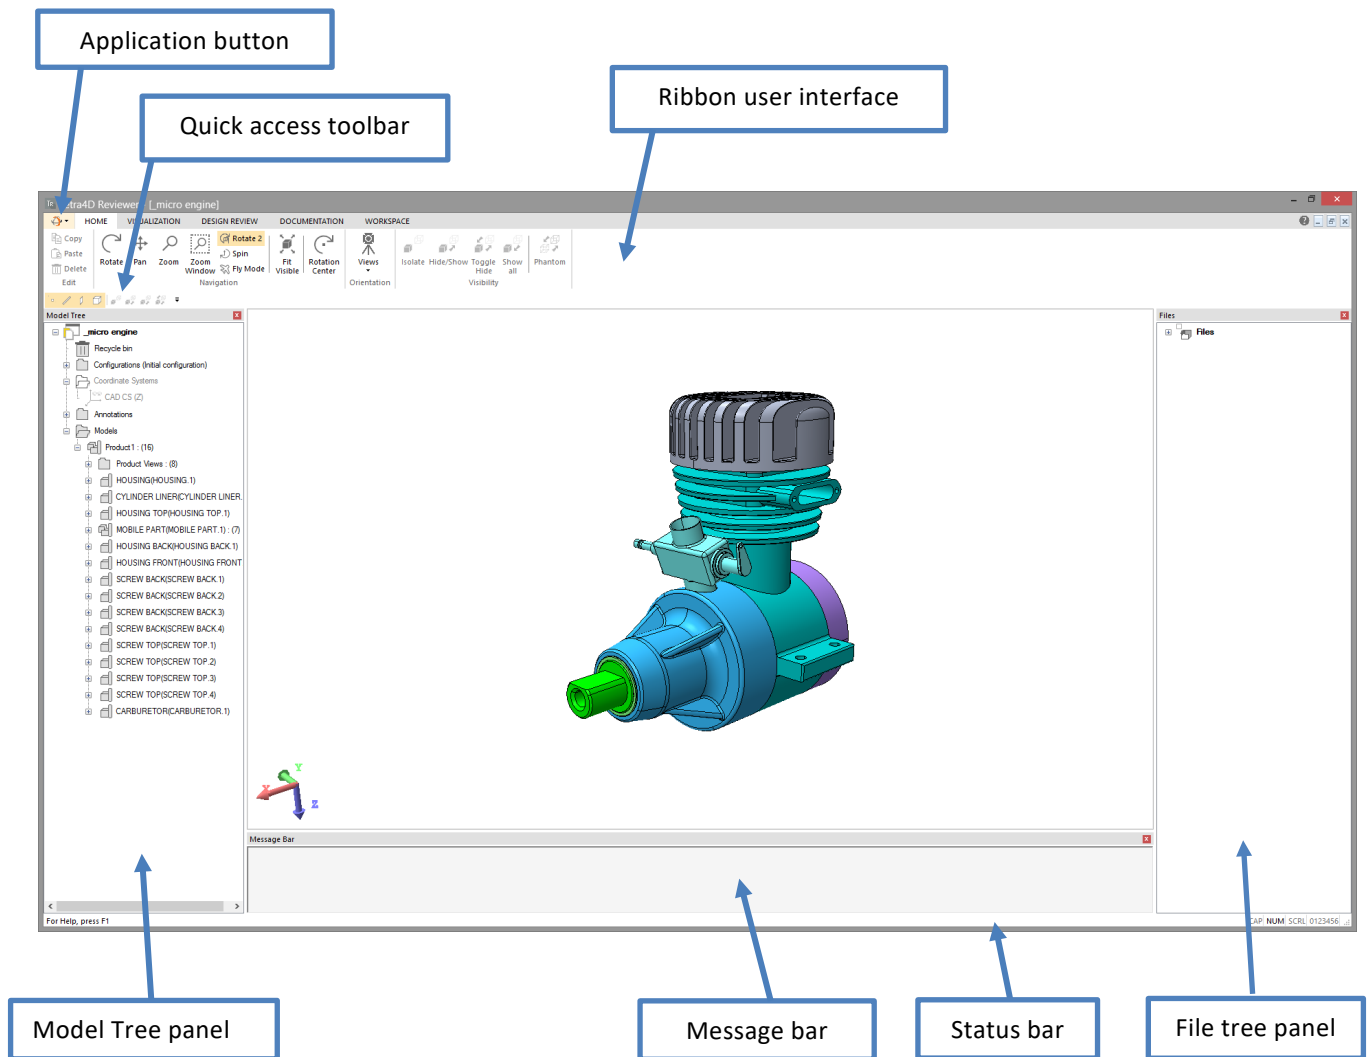 Application button
Ribbon user interface
Quick access toolbar
Tetra4D Reviewer - [_micro engine]
HOME VISUALIZATION DESIGN REVIEW DOCUMENTATION WORKSPACE
Copy
Paste
Delete
Edit
Rotate
Pan
Zoom
Zoom Window
Rotate 2
Spin
Fly Mode
Fit Visible
Rotation Center
Navigation
Views
Orientation
Isolate
Hide/Show
Toggle Hide
Show all
Visibility
Phantom
Model Tree
_micro engine
Recycle bin
Configurations (Initial configuration)
Coordinate Systems
CAD CS (Z)
Annotations
Models
Product1 : (16)
Product Views : (8)
HOUSING(HOUSING.1)
CYLINDER LINER(CYLINDER LINER.
HOUSING TOP(HOUSING TOP.1)
MOBILE PART(MOBILE PART.1) : (7)
HOUSING BACK(HOUSING BACK.1)
HOUSING FRONT(HOUSING FRONT
SCREW BACK(SCREW BACK.1)
SCREW BACK(SCREW BACK.2)
SCREW BACK(SCREW BACK.3)
SCREW BACK(SCREW BACK.4)
SCREW TOP(SCREW TOP.1)
SCREW TOP(SCREW TOP.2)
SCREW TOP(SCREW TOP.3)
SCREW TOP(SCREW TOP.4)
CARBURETOR(CARBURETOR.1)
X
Y
Z
Files
Files
Message Bar
For Help, press F1
CAP NUM SCRL 0123456
Model Tree panel
Message bar
Status bar
File tree panel